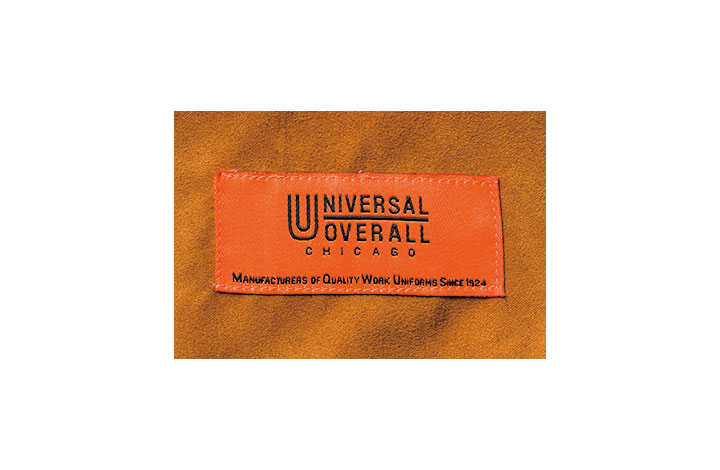 UNIVERSAL
OVERALL
CHICAGO
MANUFACTURERS OF QUALITY WORK UNIFORMS SINCE 1924